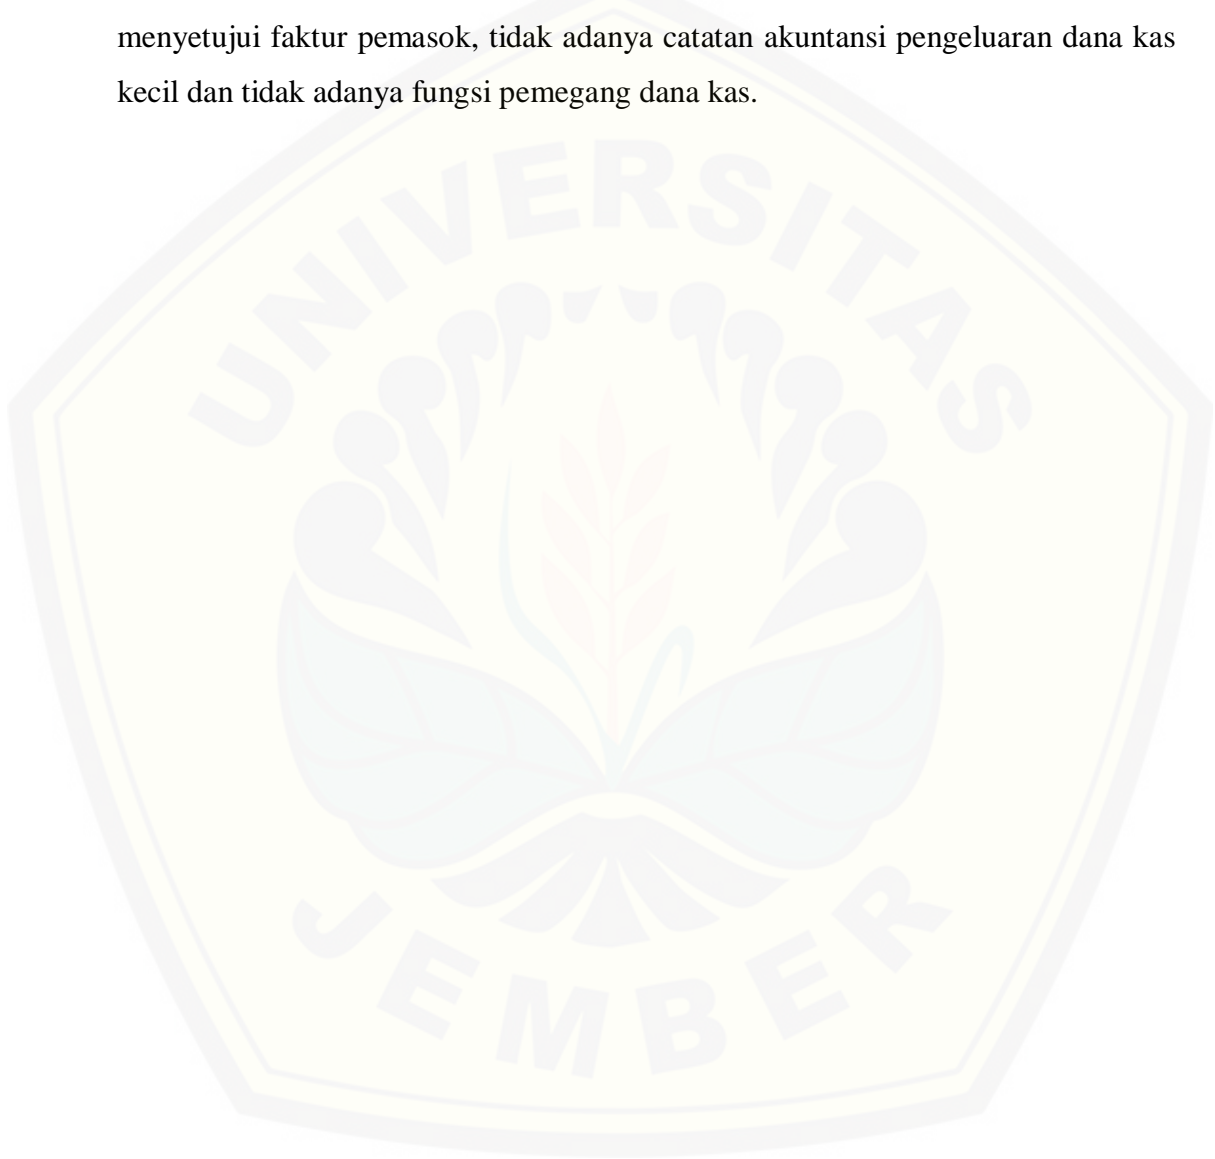 menyetujui faktur pemasok, tidak adanya catatan akuntansi pengeluaran dana kas
kecil dan tidak adanya fungsi pemegang dana kas.
UNIVERSITAS
JEMBER